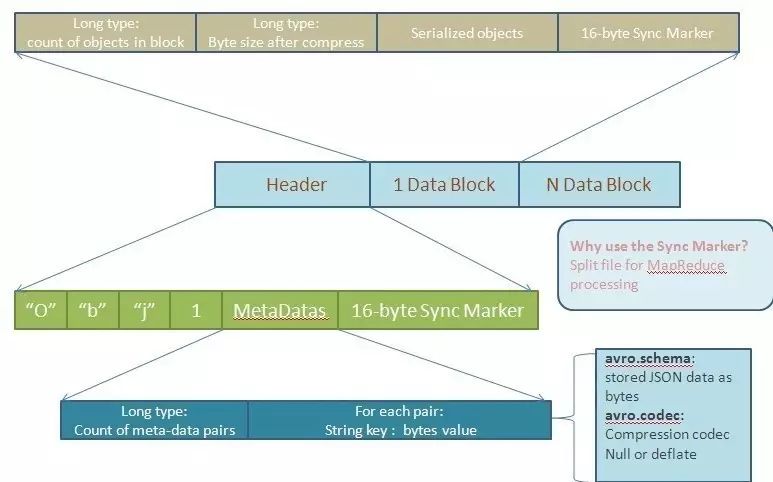 Long type:
count of objects in block
Long type:
Byte size after compress
Serialized objects
16-byte Sync Marker
Header
1 Data Block
N Data Block
Why use the Sync Marker?
Split file for MapReduce
processing
“O”
“b”
“j”
1
MetaDatas
16-byte Sync Marker
Long type:
Count of meta-data pairs
For each pair:
String key : bytes value
avro.schema:
stored JSON data as
bytes
avro.codec:
Compression codec
Null or deflate